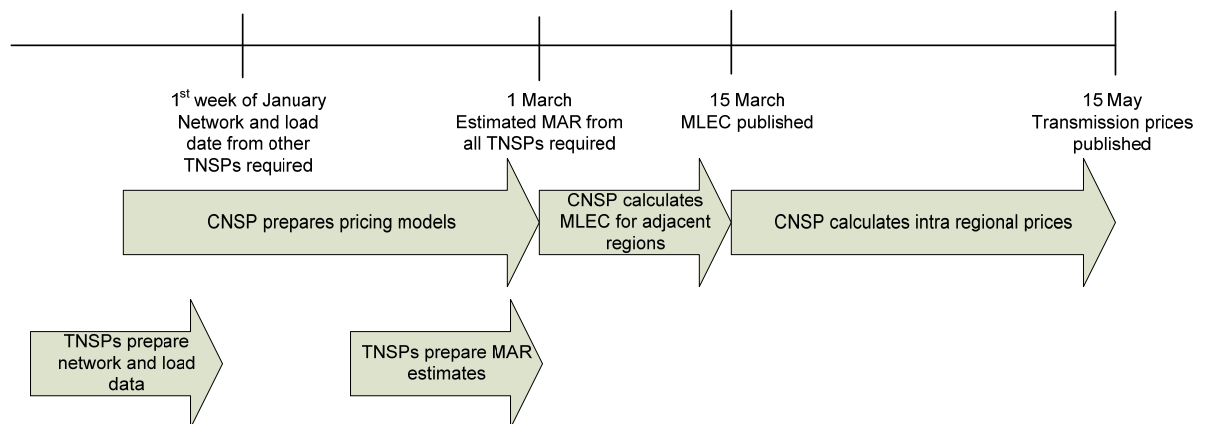 1st week of January
Network and load
date from other
TNSPs required
1 March
Estimated MAR from
all TNSPs required
15 March
MLEC published
15 May
Transmission prices
published
CNSP prepares pricing models
CNSP calculates
MLEC for adjacent
regions
CNSP calculates intra regional prices
TNSPs prepare
network and load
data
TNSPs prepare MAR
estimates